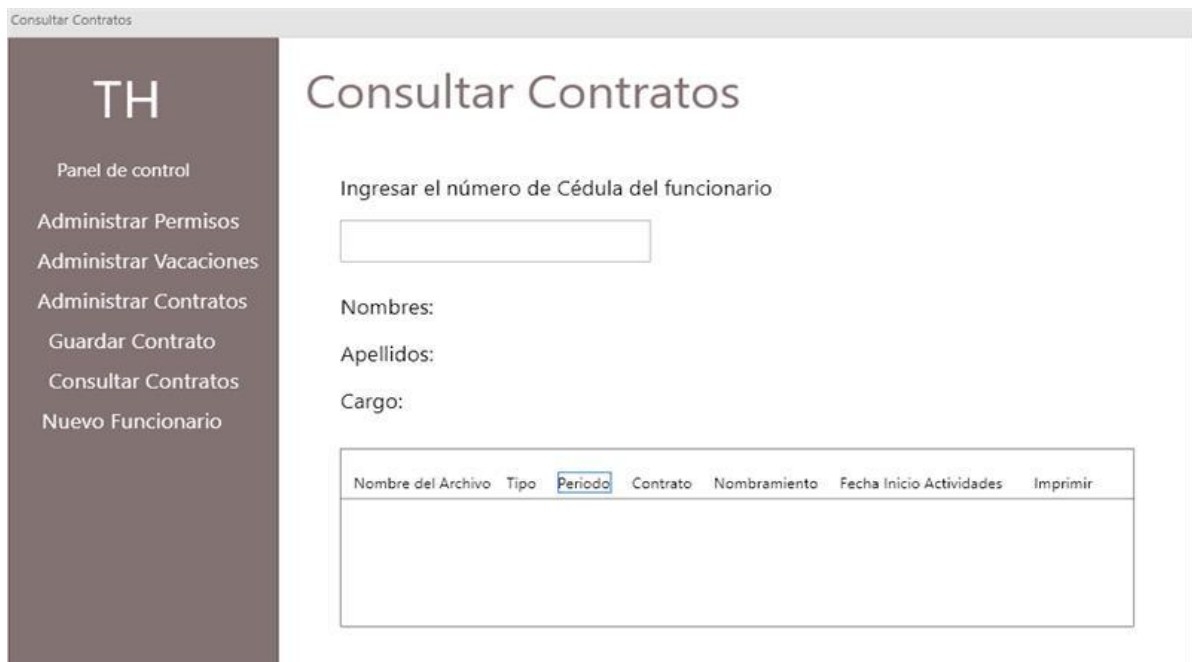 Consultar Contratos
TH
Panel de control
Administrar Permisos
Administrar Vacaciones
Administrar Contratos
Guardar Contrato
Consultar Contratos
Nuevo Funcionario
Consultar Contratos
Ingresar el número de Cédula del funcionario
Nombres:
Apellidos:
Cargo:
Nombre del Archivo Tipo Periodo Contrato Nombramiento Fecha Inicio Actividades Imprimir